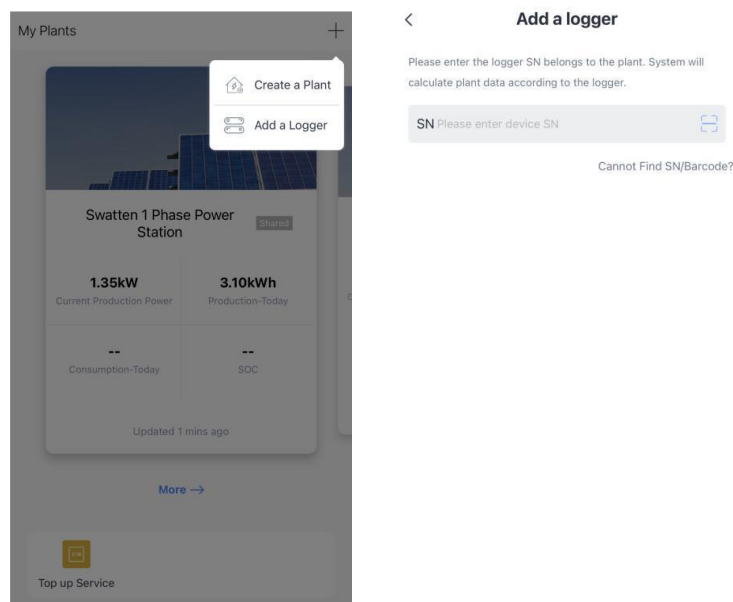 My Plants
Create a Plant
Add a Logger
Swatten 1 Phase Power
Station
Shared
1.35kW
3.10kWh
Current Production Power
Production-Today
--
--
Consumption-Today
SOC
Updated 1 mins ago
More →
Top up Service
Add a logger
Please enter the logger SN belongs to the plant. System will
calculate plant data according to the logger.
SN Please enter device SN
Cannot Find SN/Barcode?